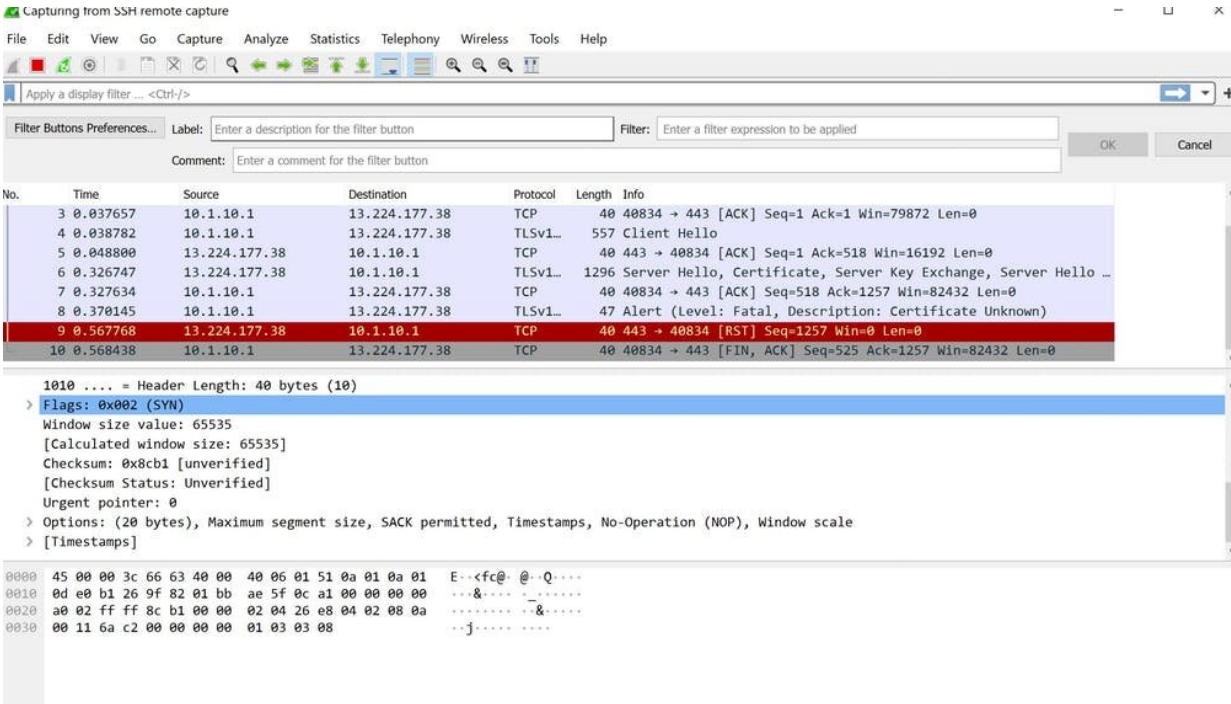 Capturing from SSH remote capture
File Edit View Go Capture Analyze Statistics Telephony Wireless Tools Help
Apply a display filter ... <Ctrl-/>
Filter Buttons Preferences... Label: Enter a description for the filter button Filter: Enter a filter expression to be applied OK Cancel
Comment: Enter a comment for the filter button
No. Time Source Destination Protocol Length Info
3 0.037657 10.1.10.1 13.224.177.38 TCP 40 40834 → 443 [ACK] Seq=1 Ack=1 Win=79872 Len=0
4 0.038782 10.1.10.1 13.224.177.38 TLSv1… 557 Client Hello
5 0.048800 13.224.177.38 10.1.10.1 TCP 40 443 → 40834 [ACK] Seq=1 Ack=518 Win=16192 Len=0
6 0.326747 13.224.177.38 10.1.10.1 TLSv1… 1296 Server Hello, Certificate, Server Key Exchange, Server Hello …
7 0.327634 10.1.10.1 13.224.177.38 TCP 40 40834 → 443 [ACK] Seq=518 Ack=1257 Win=82432 Len=0
8 0.370145 10.1.10.1 13.224.177.38 TLSv1… 47 Alert (Level: Fatal, Description: Certificate Unknown)
9 0.567768 13.224.177.38 10.1.10.1 TCP 40 443 → 40834 [RST] Seq=1257 Win=0 Len=0
10 0.568438 10.1.10.1 13.224.177.38 TCP 40 40834 → 443 [FIN, ACK] Seq=525 Ack=1257 Win=82432 Len=0
1010 .... = Header Length: 40 bytes (10)
Flags: 0x002 (SYN)
Window size value: 65535
[Calculated window size: 65535]
Checksum: 0x8cb1 [unverified]
[Checksum Status: Unverified]
Urgent pointer: 0
Options: (20 bytes), Maximum segment size, SACK permitted, Timestamps, No-Operation (NOP), Window scale
[Timestamps]
0000 45 00 00 3c 66 63 40 00 40 06 01 51 0a 01 0a 01 E··<fc@· @··Q····
0010 0d e0 b1 26 9f 82 01 bb ae 5f 0c a1 00 00 00 00 ···&···· ·_······
0020 a0 02 ff ff 8c b1 00 00 02 04 26 e8 04 02 08 0a ········ ··&·····
0030 00 11 6a c2 00 00 00 00 01 03 03 08 ··j····· ····